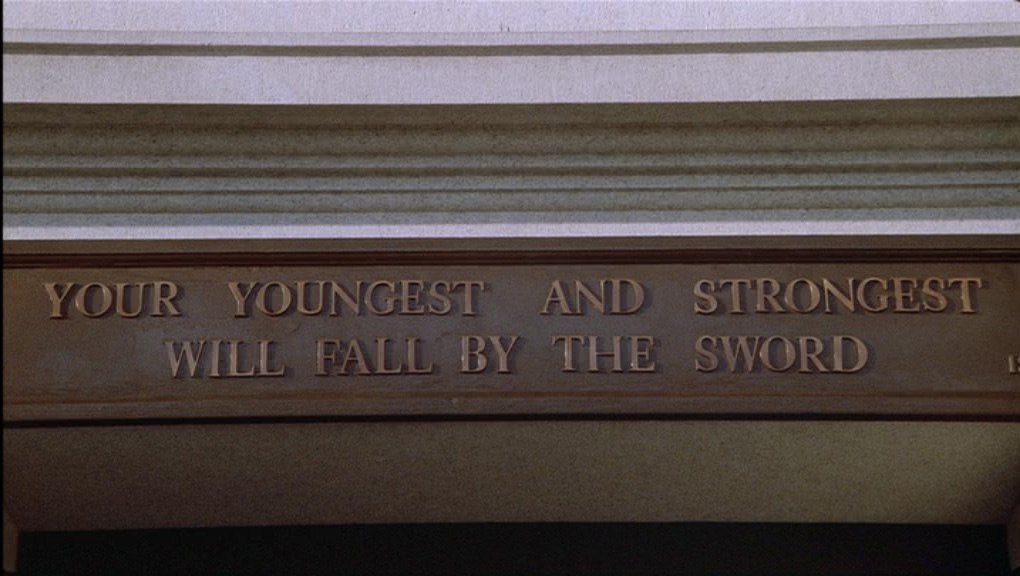 YOUR YOUNGEST AND STRONGEST
WILL FALL BY THE SWORD